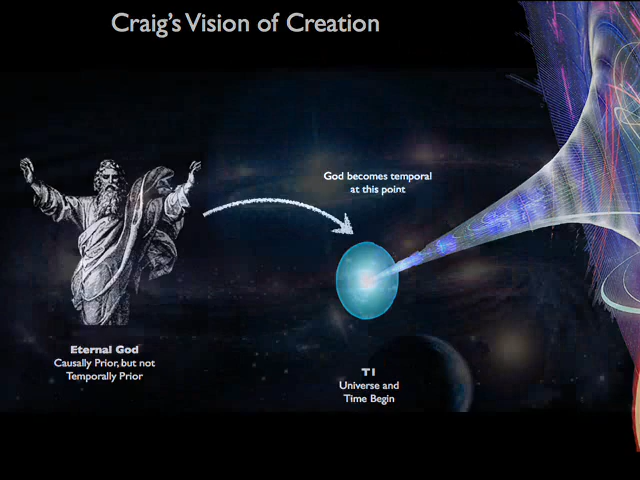 Craig's Vision of Creation
God becomes temporal
at this point
Eternal God
Causally Prior, but not
Temporally Prior
T1
Universe and
Time Begin